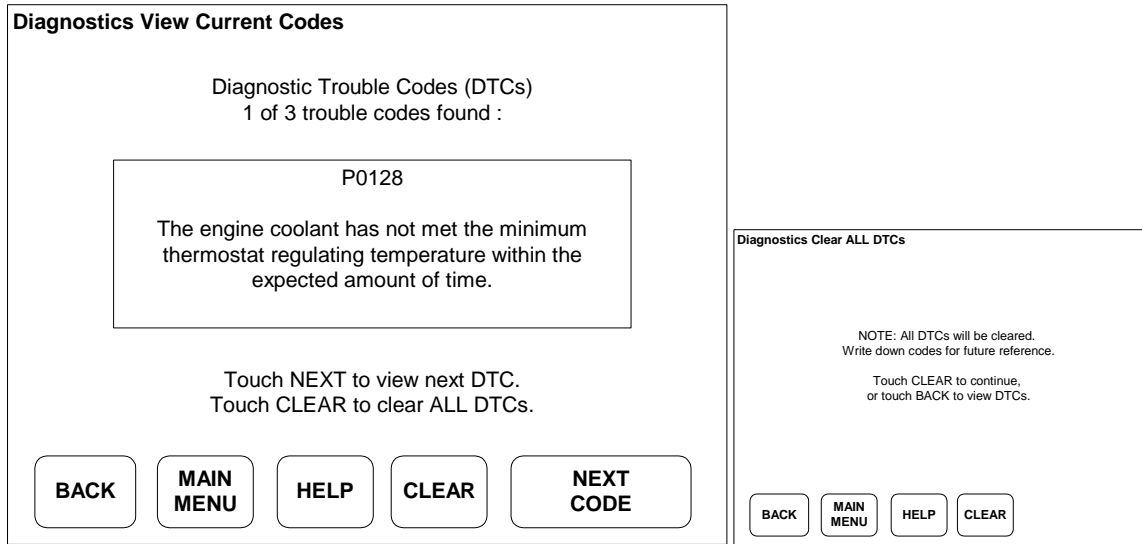 Diagnostics View Current Codes
Diagnostic Trouble Codes (DTCs)
1 of 3 trouble codes found :
P0128
The engine coolant has not met the minimum
thermostat regulating temperature within the
expected amount of time.
Touch NEXT to view next DTC.
Touch CLEAR to clear ALL DTCs.
BACK
MAIN
MENU
HELP
CLEAR
NEXT
CODE
Diagnostics Clear ALL DTCs
NOTE: All DTCs will be cleared.
Write down codes for future reference.
Touch CLEAR to continue,
or touch BACK to view DTCs.
BACK
MAIN
MENU
HELP
CLEAR